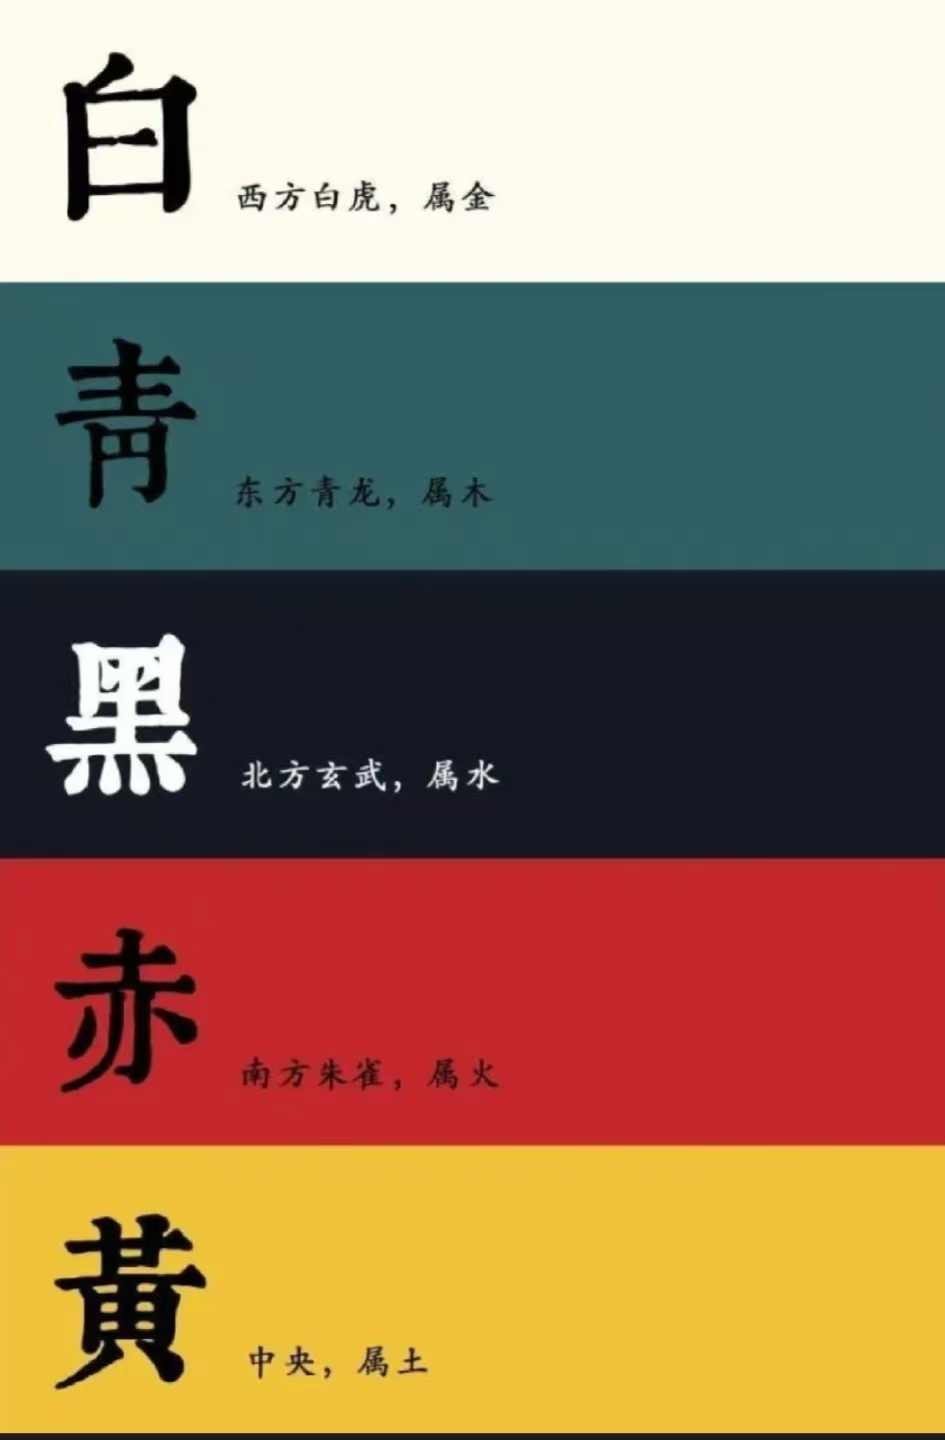 白
西方白虎，属金
青
东方青龙，属木
黑
北方玄武，属水
赤
南方朱雀，属火
黃
中央，属土